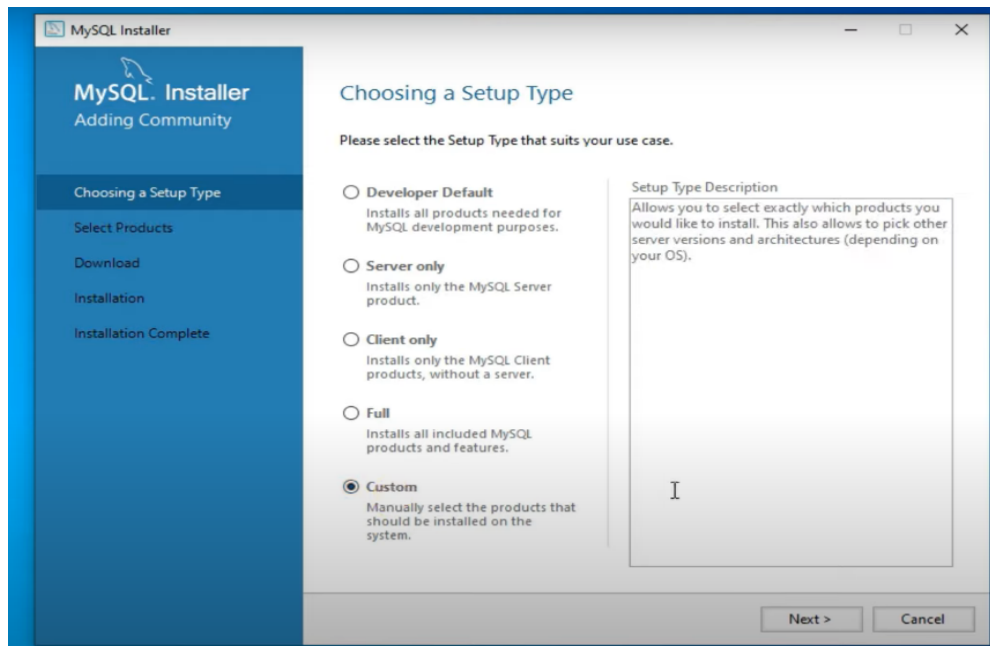 MySQL Installer
MySQL. Installer
Adding Community
Choosing a Setup Type
Select Products
Download
Installation
Installation Complete
Choosing a Setup Type
Please select the Setup Type that suits your use case.
Developer Default
Installs all products needed for
MySQL development purposes.
Server only
Installs only the MySQL Server
product.
Client only
Installs only the MySQL Client
products, without a server.
Full
Installs all included MySQL
products and features.
Custom
Manually select the products that
should be installed on the
system.
Setup Type Description
Allows you to select exactly which products you
would like to install. This also allows to pick other
server versions and architectures (depending on
your OS).
Next >
Cancel